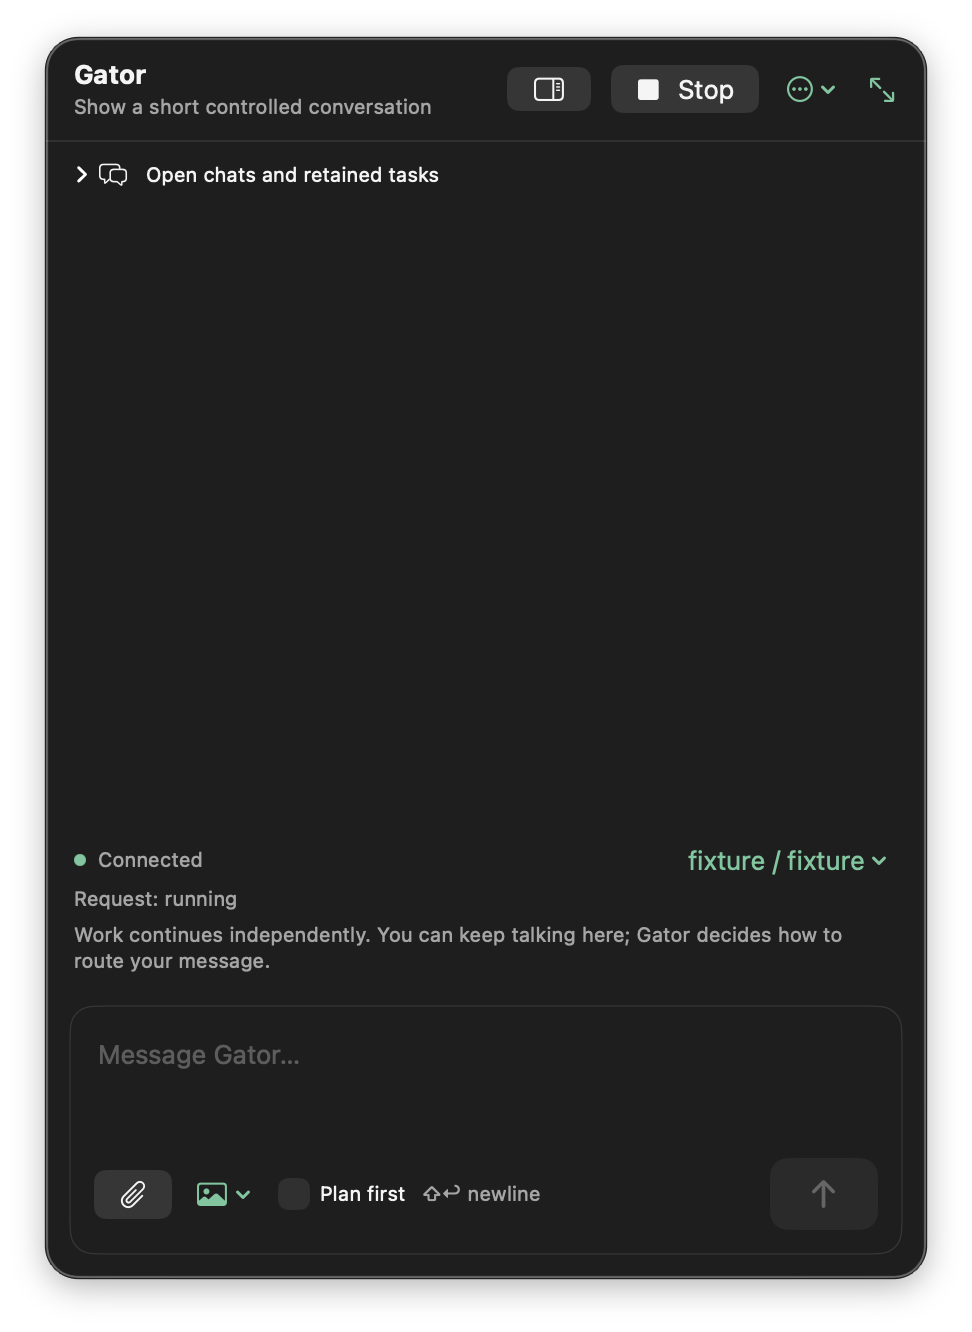 Gator
Show a short controlled conversation
Stop
Open chats and retained tasks
Connected
fixture / fixture
Request: running
Work continues independently. You can keep talking here; Gator decides how to
route your message.
Message Gator...
Plan first
newline